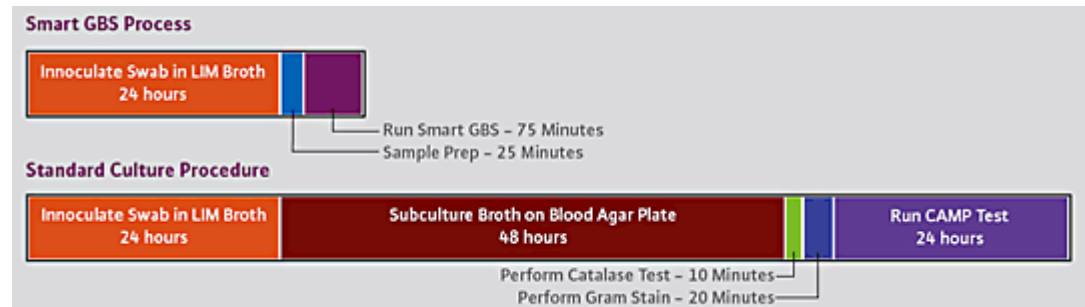 Smart GBS Process
Innoculate Swab in LIM Broth
24 hours
Run Smart GBS – 75 Minutes
Sample Prep – 25 Minutes
Standard Culture Procedure
Innoculate Swab in LIM Broth
24 hours
Subculture Broth on Blood Agar Plate
48 hours
Run CAMP Test
24 hours
Perform Catalase Test – 10 Minutes
Perform Gram Stain – 20 Minutes